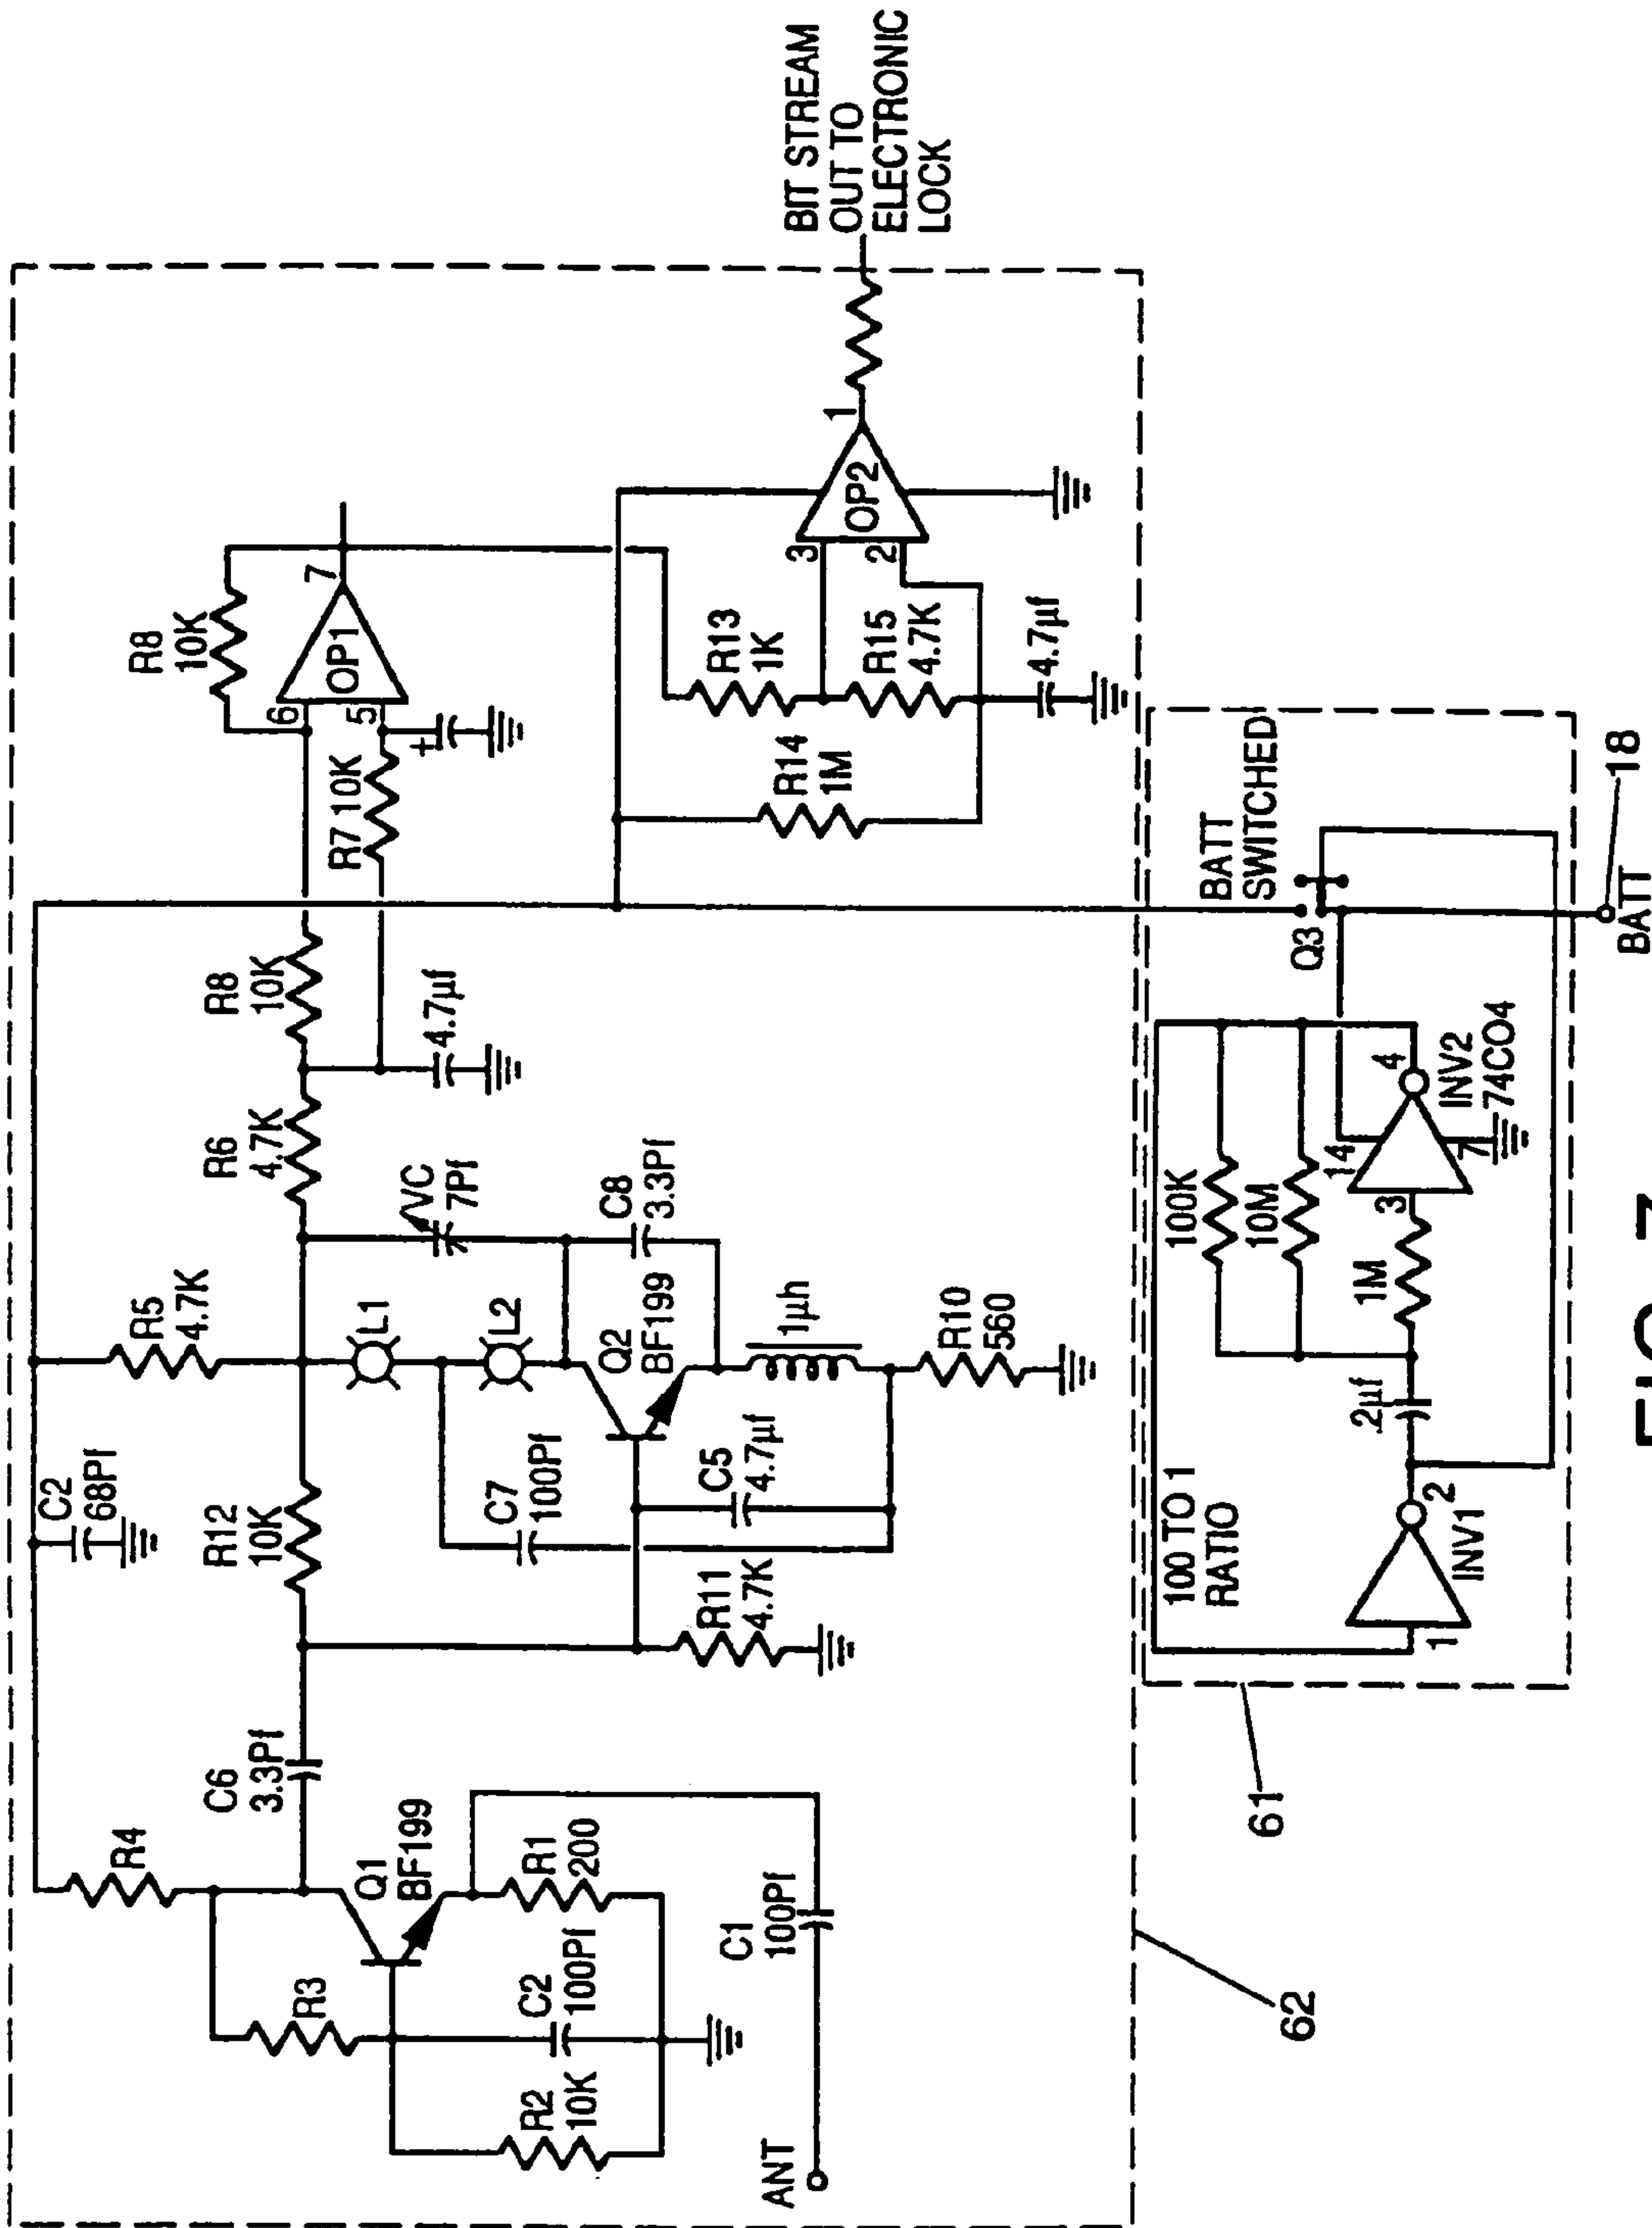 R4
C2
68Pf
R5
4.7K
C6
3.3Pf
R12
10K
R6
4.7K
R8
10K
R8
10K
R3
Q1
BF199
L1
VC
7Pf
L2
4.7µf
R7 10K
6
5
OP1
7
+
R2
10K
C2
100Pf
R1
200
C7
100Pf
Q2
BF199
C8
3.3Pf
R11
4.7K
C5
4.7µf
1µh
R10
560
R14
1M
R13
1K
R15
4.7K
3
2
OP2
1
4.7µf
BIT STREAM
OUT TO
ELECTRONIC
LOCK
ANT
C1
100Pf
62
61
100 TO 1
RATIO
100K
10M
1M
.2µf
1
INV1
2
3
14
7
4
INV2
74CO4
BATT
SWITCHED
Q3
BATT
18